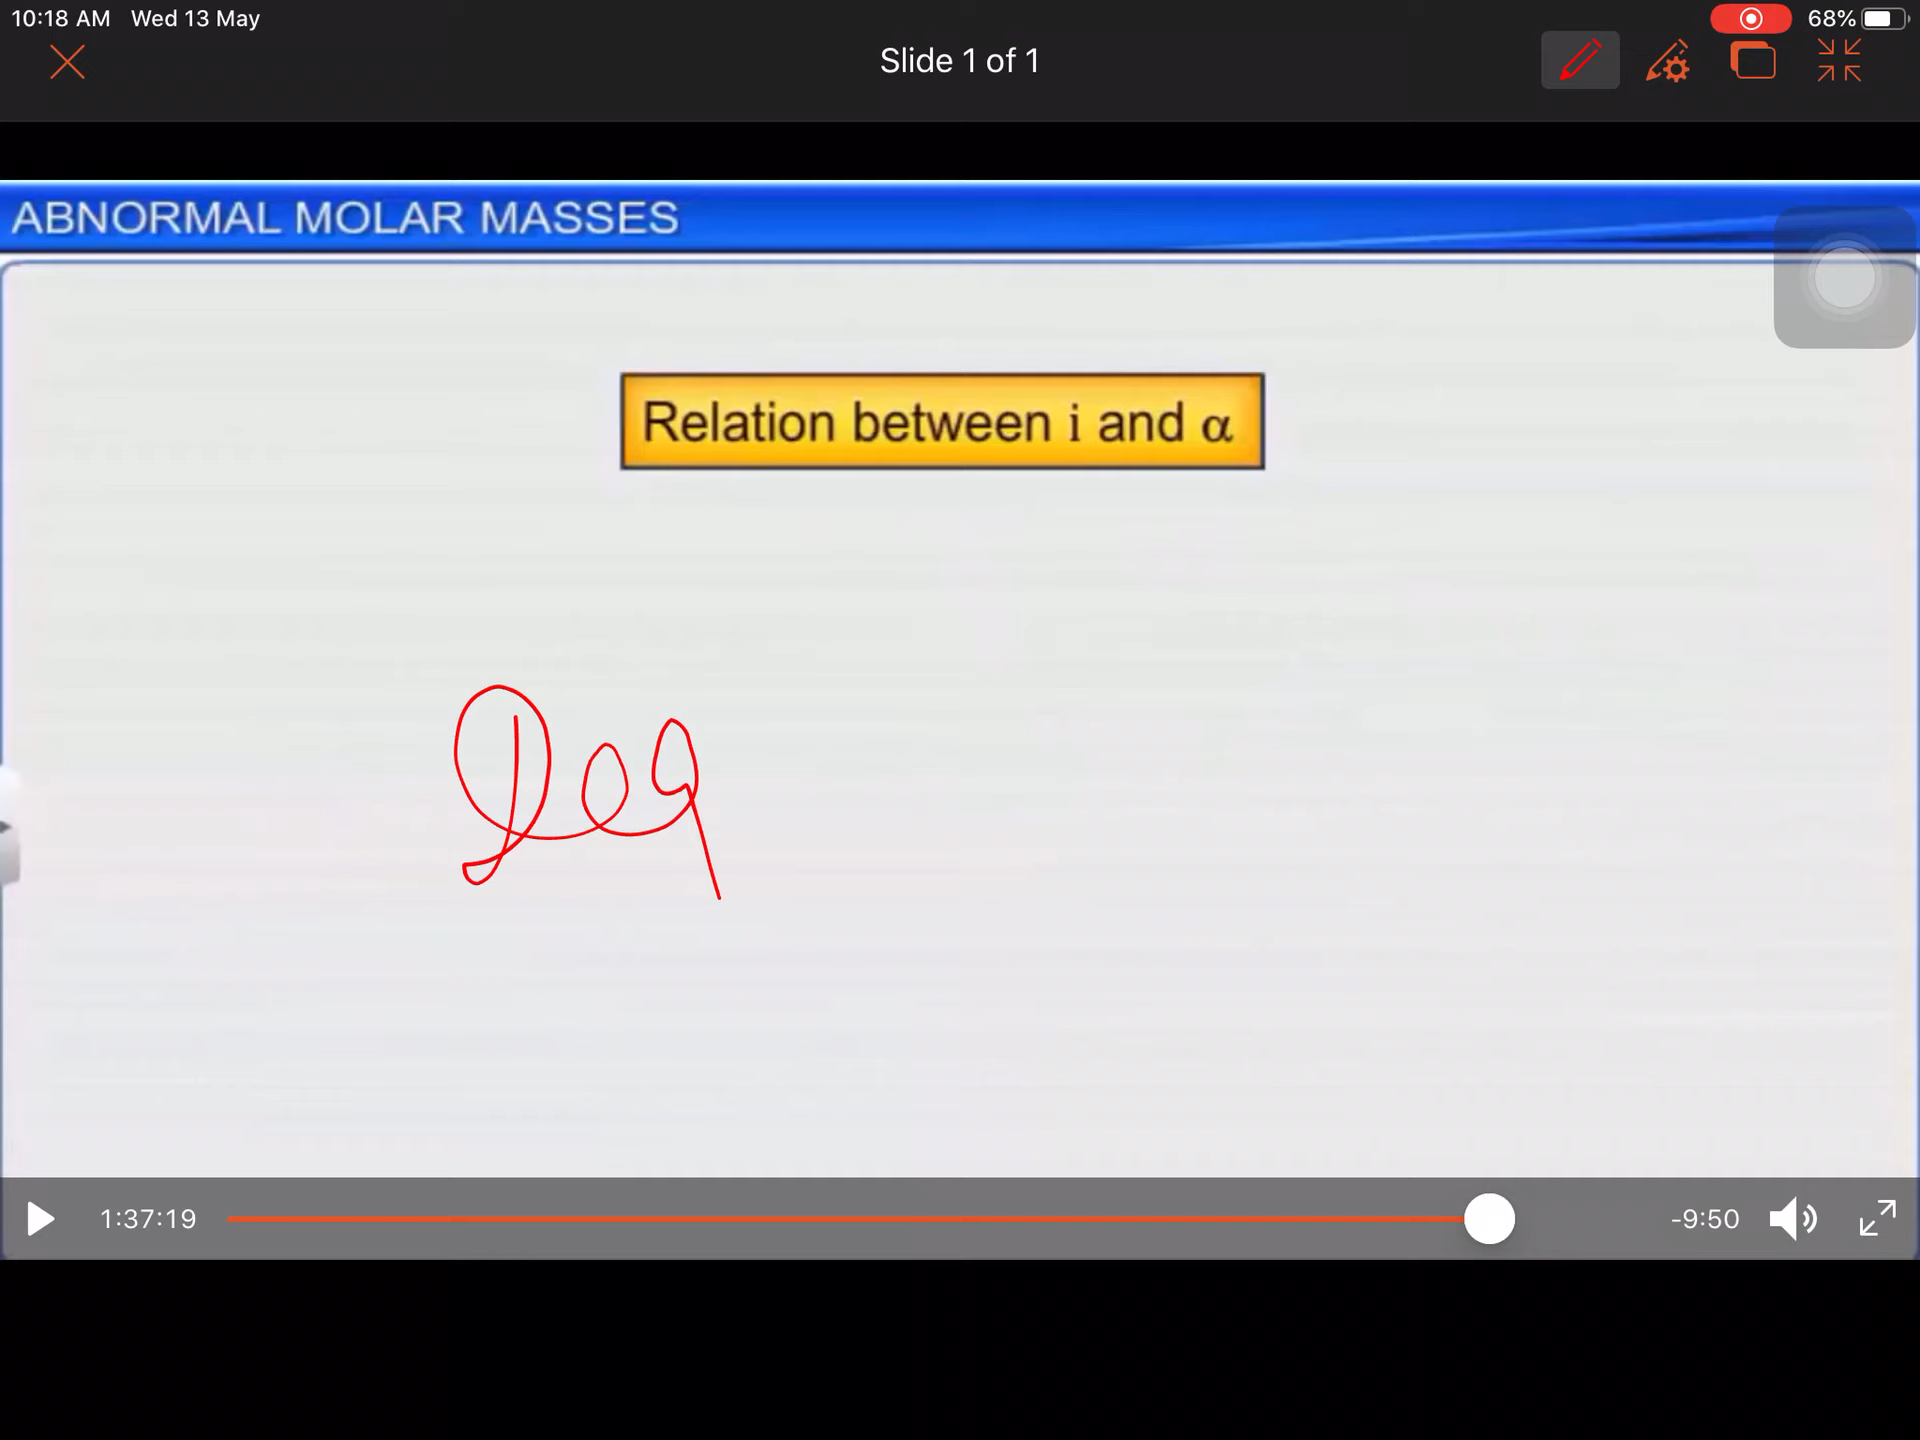 10:18 AM Wed 13 May
68%
Slide 1 of 1
ABNORMAL MOLAR MASSES
Relation between i and α
1:37:19
-9:50